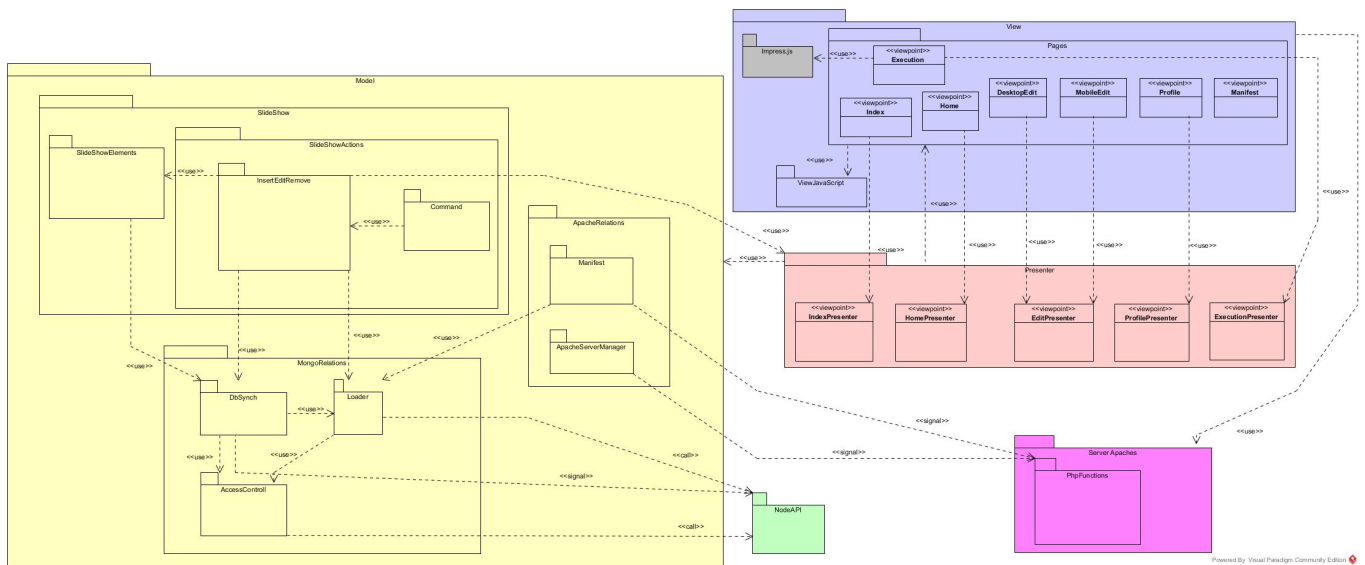 View
Impress.js
<<use>>
Pages
<<viewpoint>>
Execution
<<viewpoint>>
Index
<<viewpoint>>
Home
<<viewpoint>>
DesktopEdit
<<viewpoint>>
MobileEdit
<<viewpoint>>
Profile
<<viewpoint>>
Manifest
<<use>>
ViewJavaScript
<<use>>
Model
SlideShow
SlideShowElements
SlideShowActions
<<use>>
InsertEditRemove
<<use>>
Command
ApacheRelations
Manifest
ApacheServerManager
<<use>>
<<use>>
<<use>>
<<use>>
<<use>>
<<use>>
<<use>>
<<use>>
<<use>>
Presenter
<<viewpoint>>
IndexPresenter
<<viewpoint>>
HomePresenter
<<viewpoint>>
EditPresenter
<<viewpoint>>
ProfilePresenter
<<viewpoint>>
ExecutionPresenter
<<use>>
<<use>>
<<use>>
<<use>>
MongoRelations
DbSynch
<<use>>
Loader
<<use>>
<<use>>
AccessControll
<<signal>>
<<signal>>
<<call>>
<<signal>>
<<call>>
NodeAPI
<<use>>
Server Apaches
PhpFunctions
Powered By Visual Paradigm Community Edition